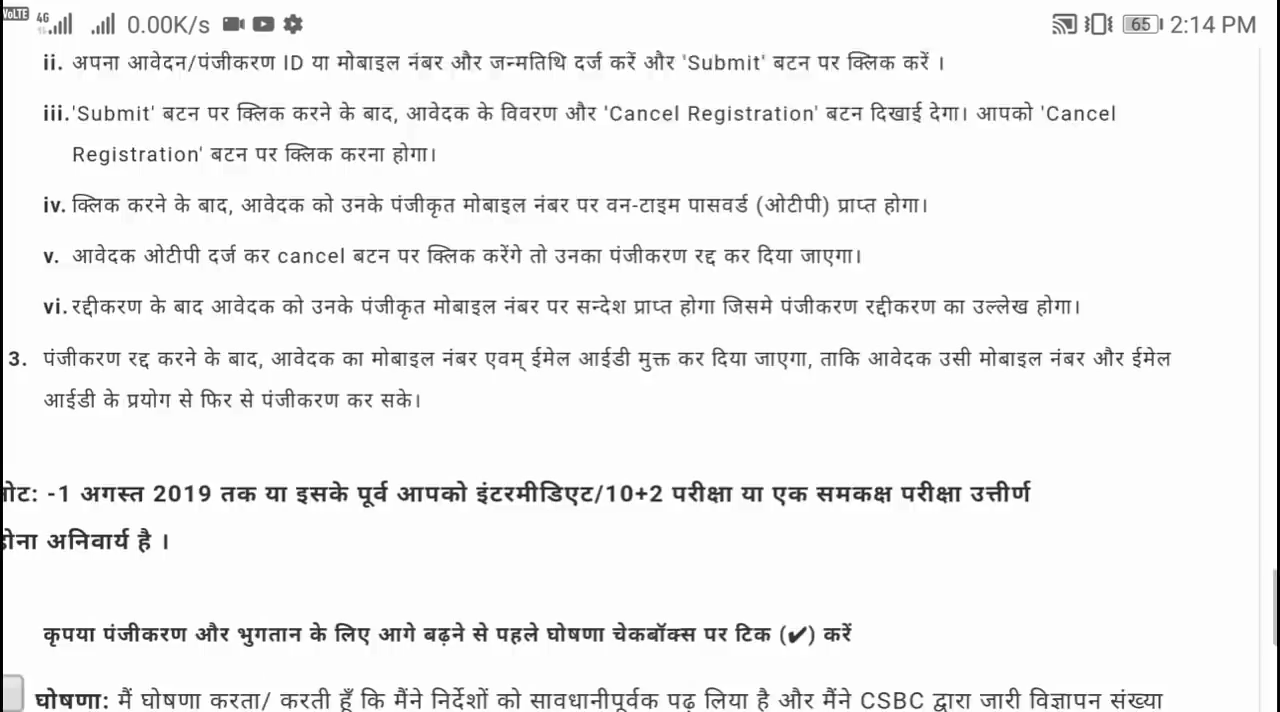 VoLTE 4G 0.00K/s 65 2:14 PM
ii. अपना आवेदन/पंजीकरण ID या मोबाइल नंबर और जन्मतिथि दर्ज करें और 'Submit' बटन पर क्लिक करें ।
iii. 'Submit' बटन पर क्लिक करने के बाद, आवेदक के विवरण और 'Cancel Registration' बटन दिखाई देगा। आपको 'Cancel
Registration' बटन पर क्लिक करना होगा।
iv. क्लिक करने के बाद, आवेदक को उनके पंजीकृत मोबाइल नंबर पर वन-टाइम पासवर्ड (ओटीपी) प्राप्त होगा।
v. आवेदक ओटीपी दर्ज कर cancel बटन पर क्लिक करेंगे तो उनका पंजीकरण रद्द कर दिया जाएगा।
vi. रद्दीकरण के बाद आवेदक को उनके पंजीकृत मोबाइल नंबर पर सन्देश प्राप्त होगा जिसमे पंजीकरण रद्दीकरण का उल्लेख होगा।
3. पंजीकरण रद्द करने के बाद, आवेदक का मोबाइल नंबर एवम् ईमेल आईडी मुक्त कर दिया जाएगा, ताकि आवेदक उसी मोबाइल नंबर और ईमेल
आईडी के प्रयोग से फिर से पंजीकरण कर सके।
नोट: -1 अगस्त 2019 तक या इसके पूर्व आपको इंटरमीडिएट/10+2 परीक्षा या एक समकक्ष परीक्षा उत्तीर्ण
होना अनिवार्य है ।
कृपया पंजीकरण और भुगतान के लिए आगे बढ़ने से पहले घोषणा चेकबॉक्स पर टिक (✔) करें
घोषणा: मैं घोषणा करता/ करती हूँ कि मैंने निर्देशों को सावधानीपूर्वक पढ़ लिया है और मैंने CSBC द्वारा जारी विज्ञापन संख्या